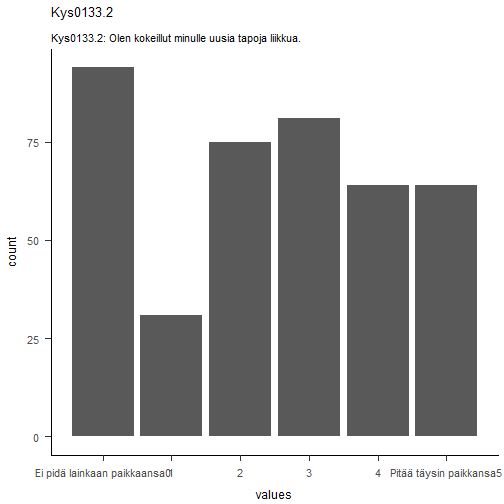 Kys0133.2
Kys0133.2: Olen kokeillut minulle uusia tapoja liikkua.
count
75
50
25
0
Ei pidä lainkaan paikkaansa0 1 2 3 4 Pitää täysin paikkansa5
values